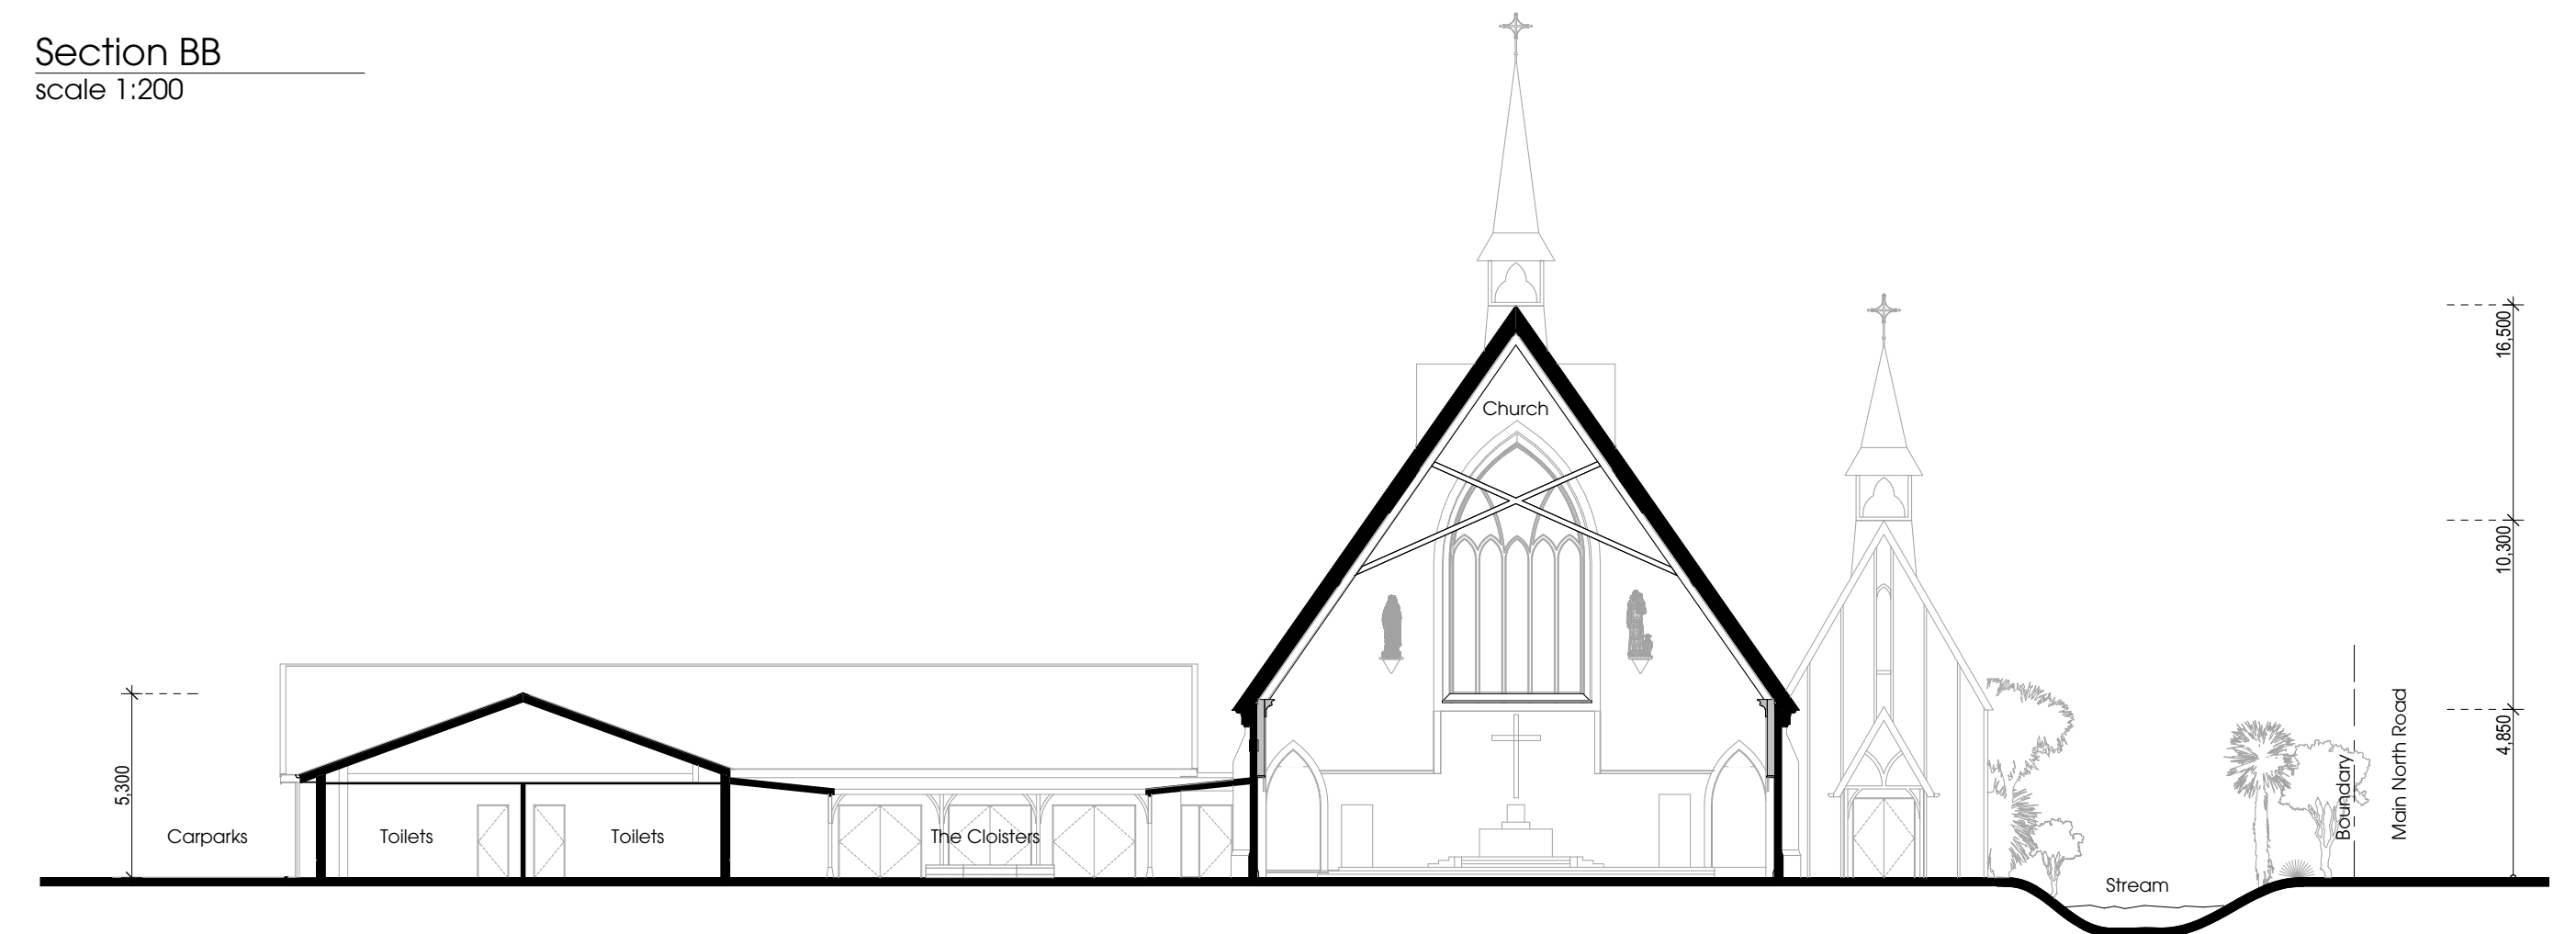 Section BB
scale 1:200
16,500
Church
10,300
4,850
Main North Road
Boundary
5,300
Carparks
Toilets
Toilets
The Cloisters
Stream